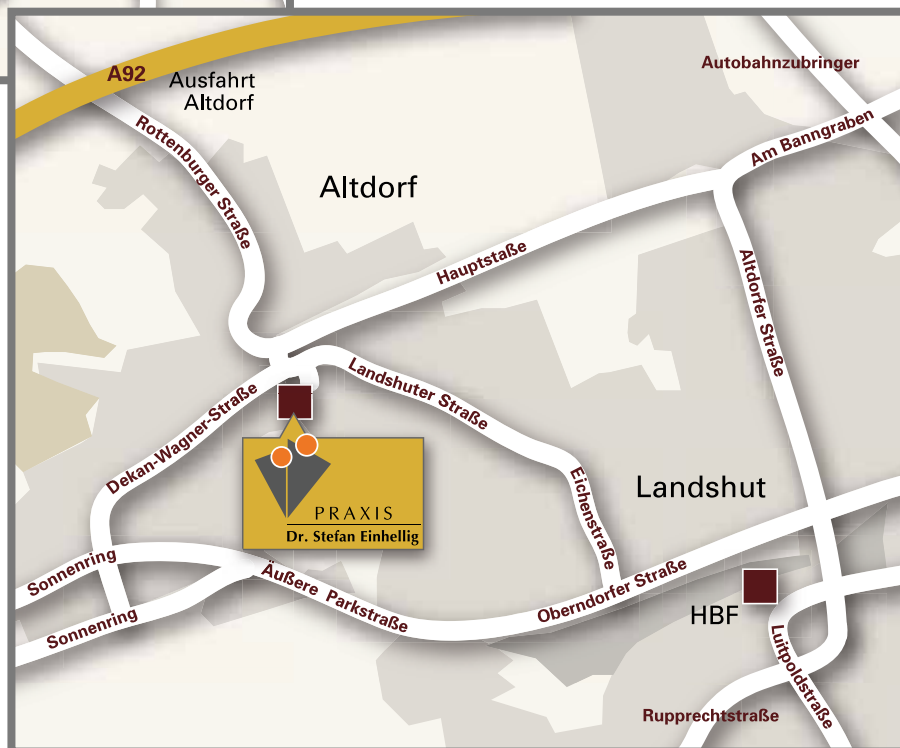 A92
Ausfahrt
Altdorf
Autobahnzubringer
Rottenburger Straße
Am Banngraben
Altdorf
Hauptstaße
Altdorfer Straße
Landshuter Straße
Dekan-Wagner-Straße
Eichenstraße
Landshut
PRAXIS
Dr. Stefan Einhellig
Sonnenring
Sonnenring
Äußere Parkstraße
Oberndorfer Straße
HBF
Luitpoldstraße
Rupprechtstraße